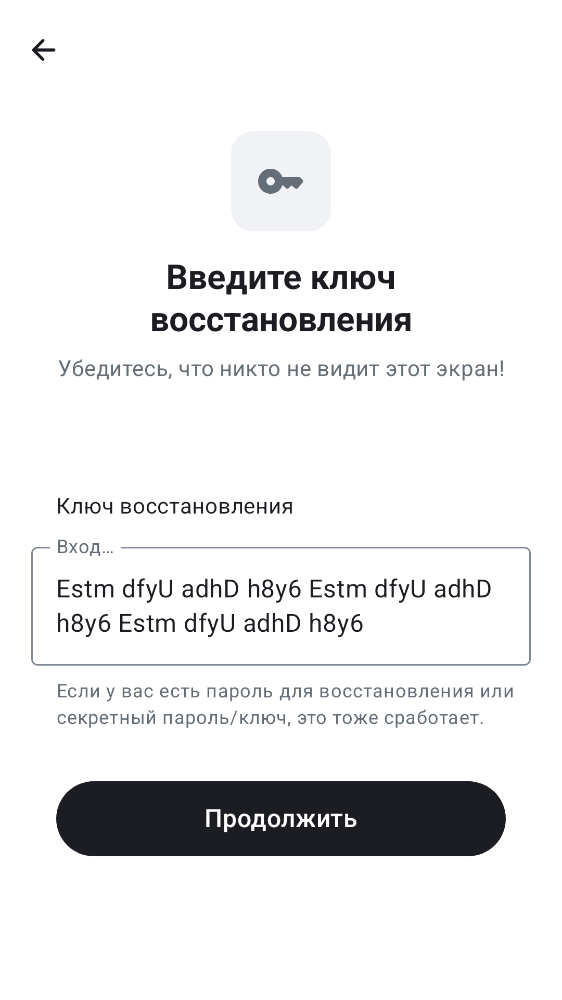 Введите ключ
восстановления
Убедитесь, что никто не видит этот экран!
Ключ восстановления
Вход…
Estm dfyU adhD h8y6 Estm dfyU adhD
h8y6 Estm dfyU adhD h8y6
Если у вас есть пароль для восстановления или
секретный пароль/ключ, это тоже сработает.
Продолжить